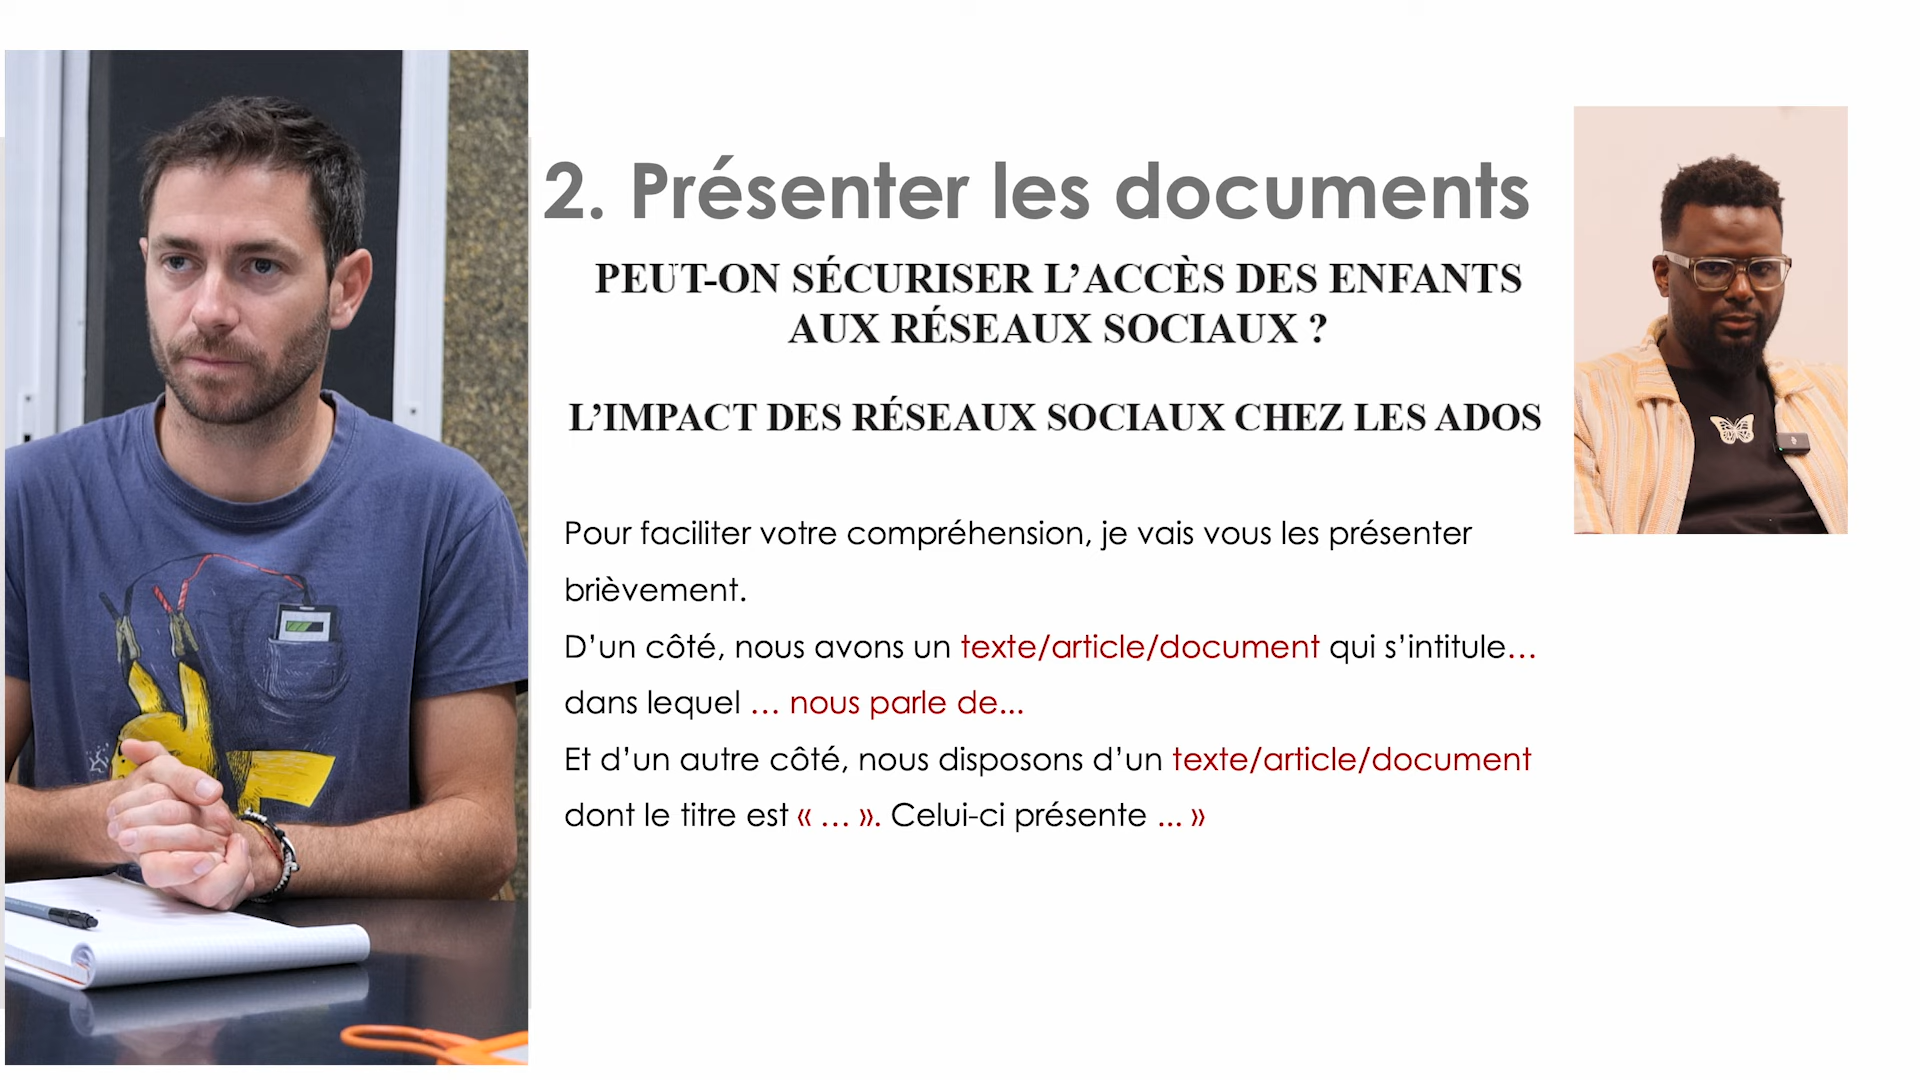 2. Présenter les documents
PEUT-ON SÉCURISER L’ACCÈS DES ENFANTS
AUX RÉSEAUX SOCIAUX ?
L’IMPACT DES RÉSEAUX SOCIAUX CHEZ LES ADOS
Pour faciliter votre compréhension, je vais vous les présenter
brièvement.
D’un côté, nous avons un texte/article/document qui s’intitule…
dans lequel … nous parle de...
Et d’un autre côté, nous disposons d’un texte/article/document
dont le titre est « … ». Celui-ci présente ... »